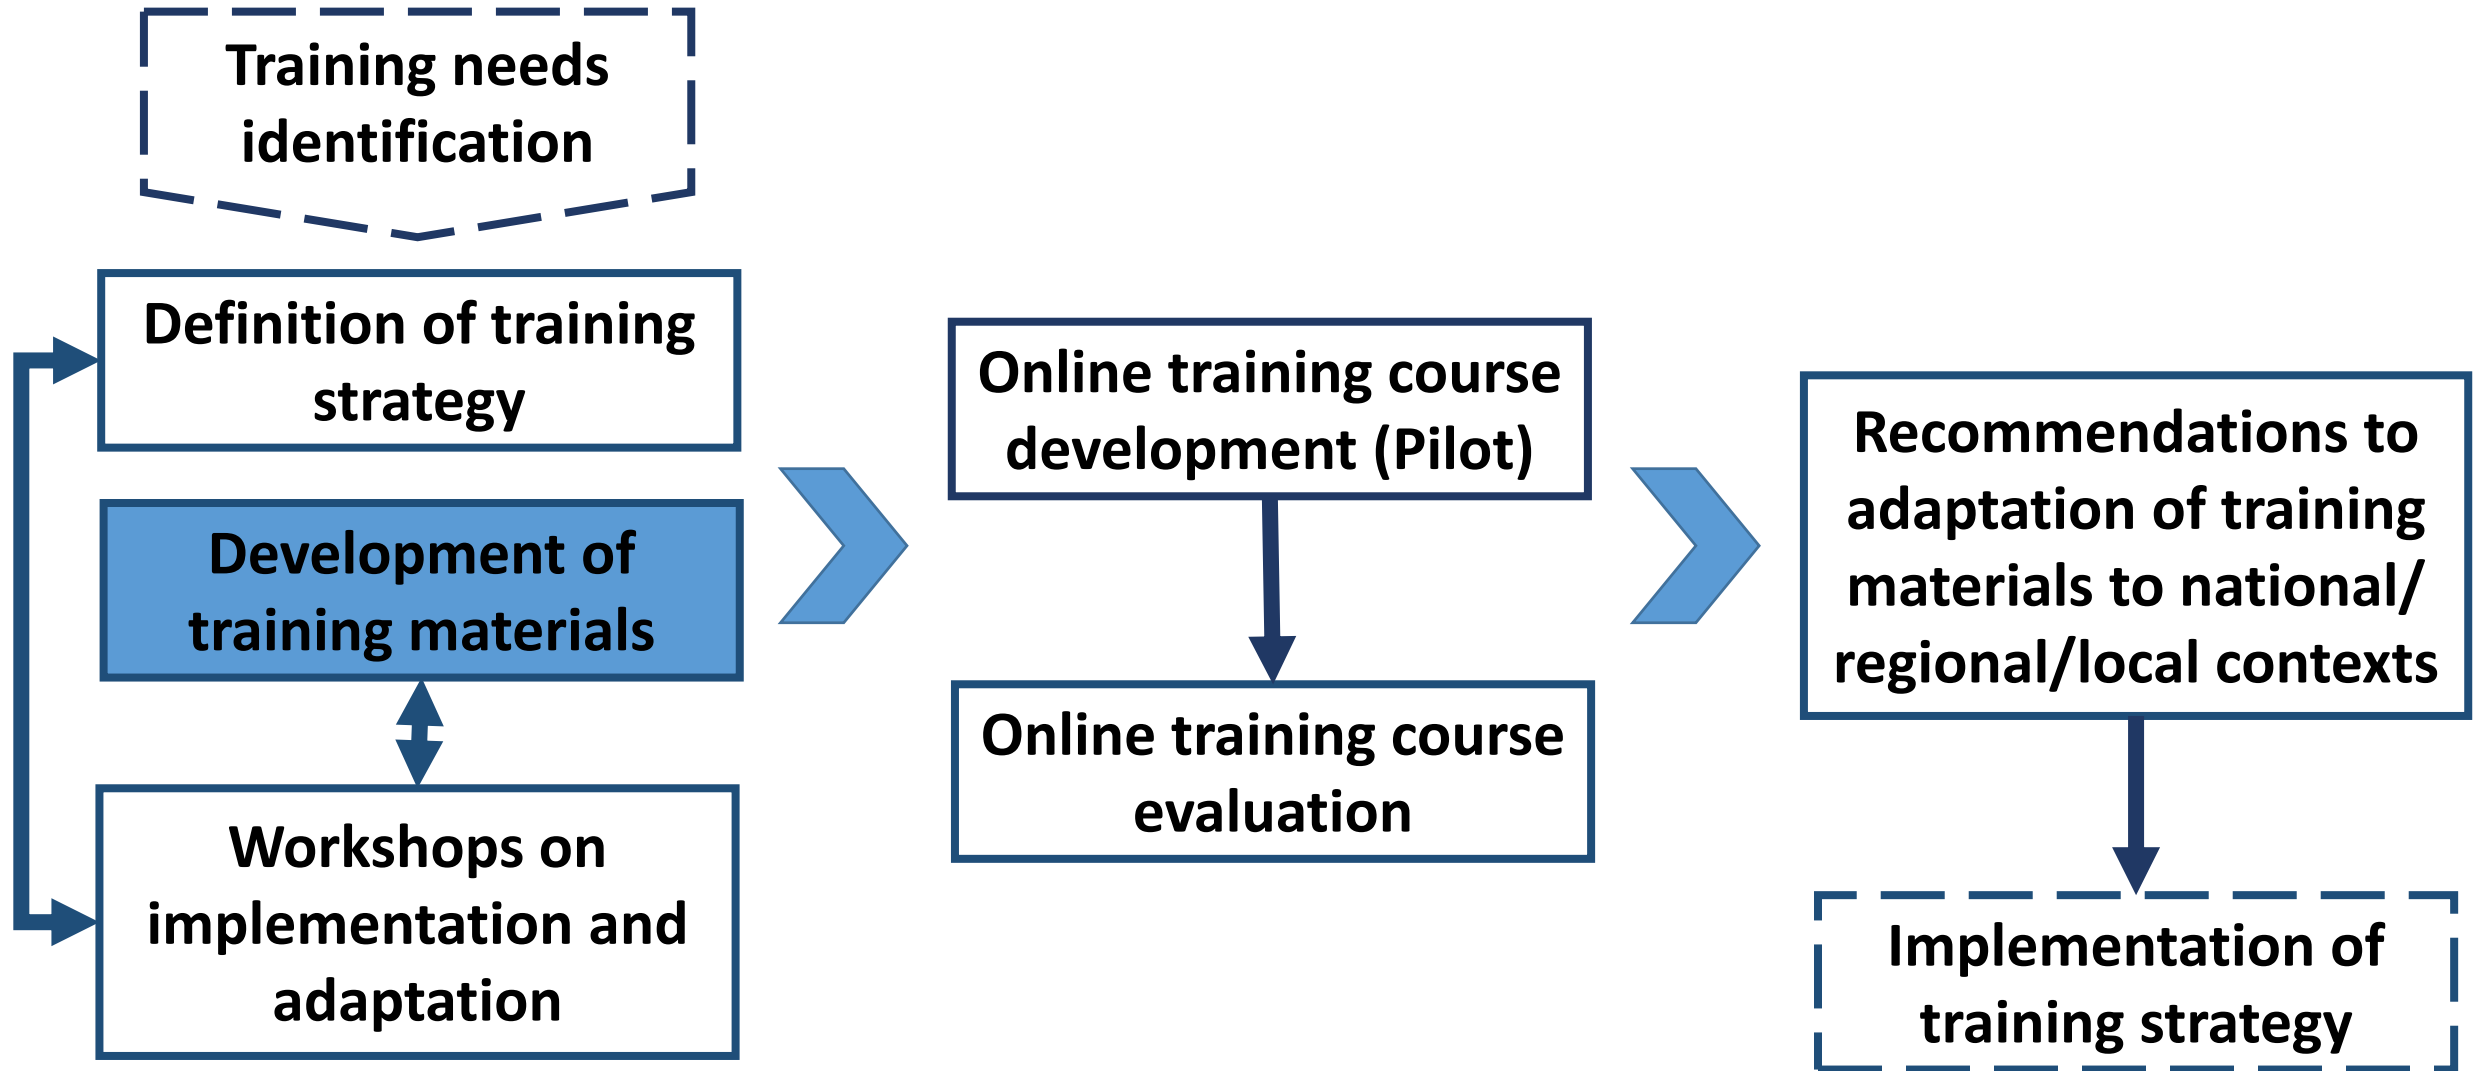 Training needs
identification
Definition of training
strategy
Development of
training materials
Workshops on
implementation and
adaptation
Online training course
development (Pilot)
Online training course
evaluation
Recommendations to
adaptation of training
materials to national/
regional/local contexts
Implementation of
training strategy